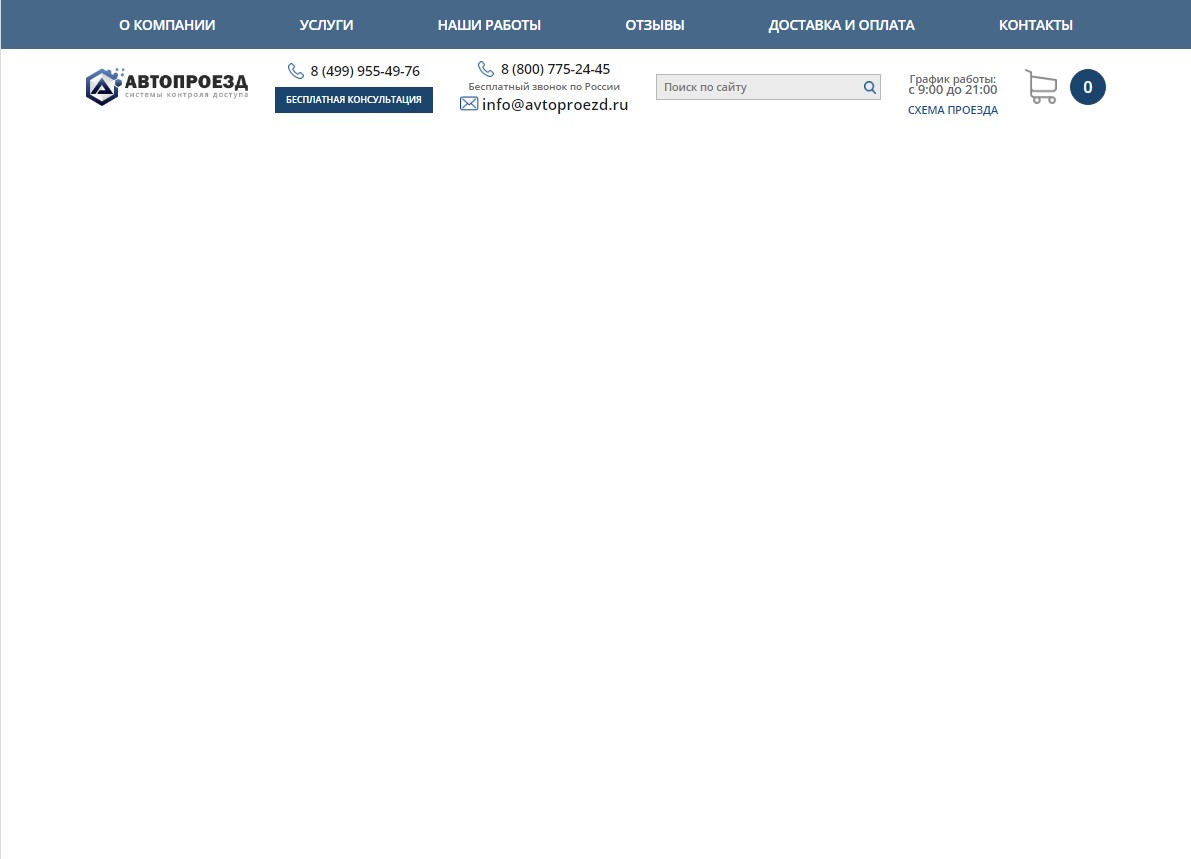 О КОМПАНИИ УСЛУГИ НАШИ РАБОТЫ ОТЗЫВЫ ДОСТАВКА И ОПЛАТА КОНТАКТЫ
АВТОПРОЕЗД
системы контроля доступа
8 (499) 955-49-76
БЕСПЛАТНАЯ КОНСУЛЬТАЦИЯ
8 (800) 775-24-45
Бесплатный звонок по России
info@avtoproezd.ru
Поиск по сайту
График работы:
с 9:00 до 21:00
СХЕМА ПРОЕЗДА
0